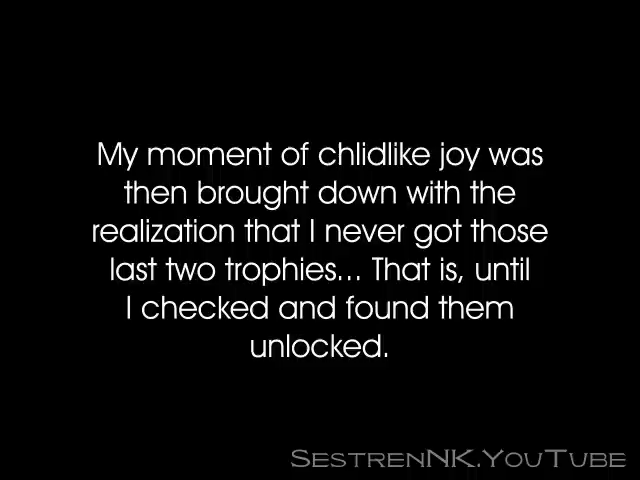 My moment of chlidlike joy was
then brought down with the
realization that I never got those
last two trophies... That is, until
I checked and found them
unlocked.
SestrenNK.YouTube